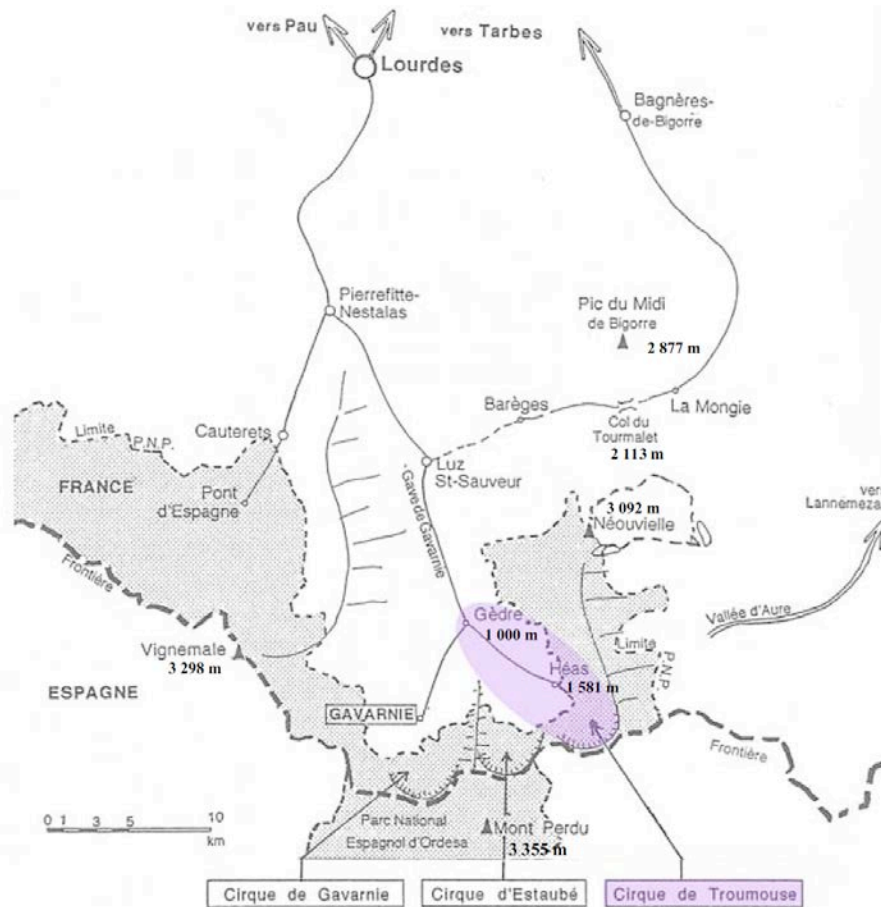 vers Pau
vers Tarbes
Lourdes
Bagnères-
-de-Bigorre
Pierrefitte-
Nestalas
Pic du Midi
de Bigorre
2 877 m
Barèges
La Mongie
Col du
Tourmalet
2 113 m
Limite
P.N.P.
Cauterets
Luz
St-Sauveur
FRANCE
Pont
d'Espagne
Gave de Gavarnie
3 092 m
Néouvielle
vers
Lannemezan
Frontière
Gèdre
1 000 m
Vallée d'Aure
Vignemale
3 298 m
Limite
P.N.P.
Héas
1 581 m
ESPAGNE
GAVARNIE
Frontière
0 1 3 5 10
km
Parc National
Espagnol d'Ordesa
Mont Perdu
3 355 m
Cirque de Gavarnie
Cirque d'Estaubé
Cirque de Troumouse